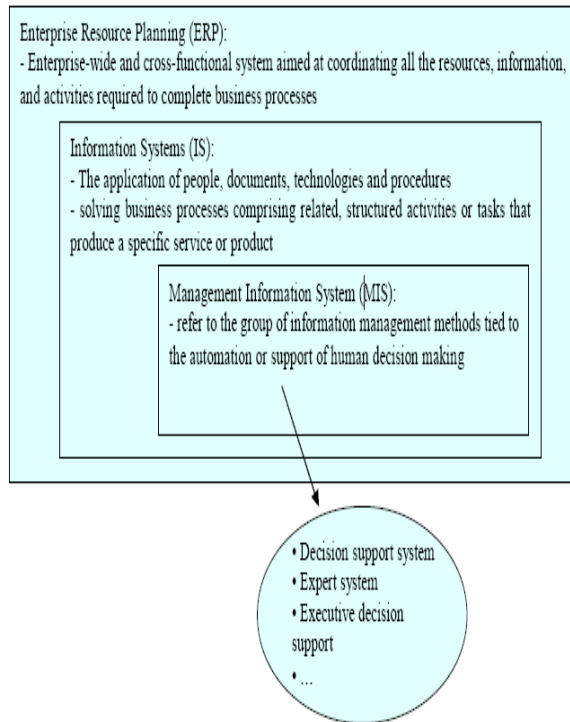 Enterprise Resource Planning (ERP):
- Enterprise-wide and cross-functional system aimed at coordinating all the resources, information,
and activities required to complete business processes
Information Systems (IS):
- The application of people, documents, technologies and procedures
- solving business processes comprising related, structured activities or tasks that
produce a specific service or product
Management Information System (MIS):
- refer to the group of information management methods tied to
the automation or support of human decision making
• Decision support system
• Expert system
• Executive decision
support
• ...